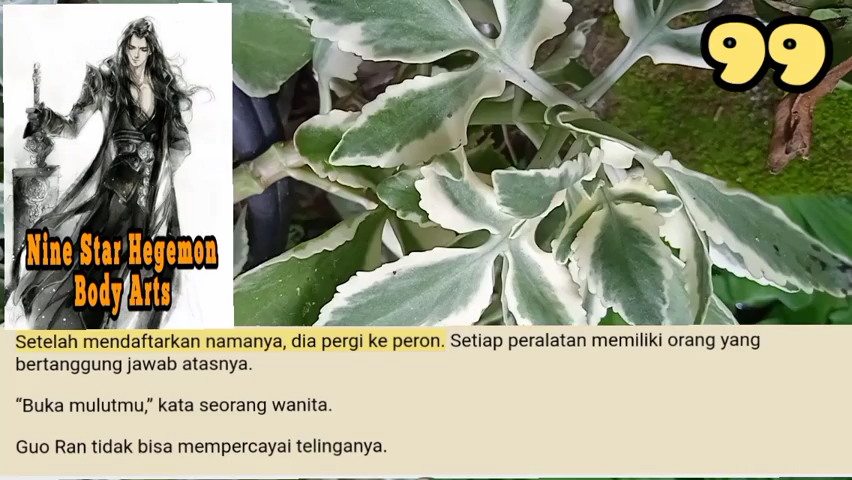 99
Nine Star Hegemon
Body Arts
Setelah mendaftarkan namanya, dia pergi ke peron. Setiap peralatan memiliki orang yang
bertanggung jawab atasnya.
“Buka mulutmu,” kata seorang wanita.
Guo Ran tidak bisa mempercayai telinganya.